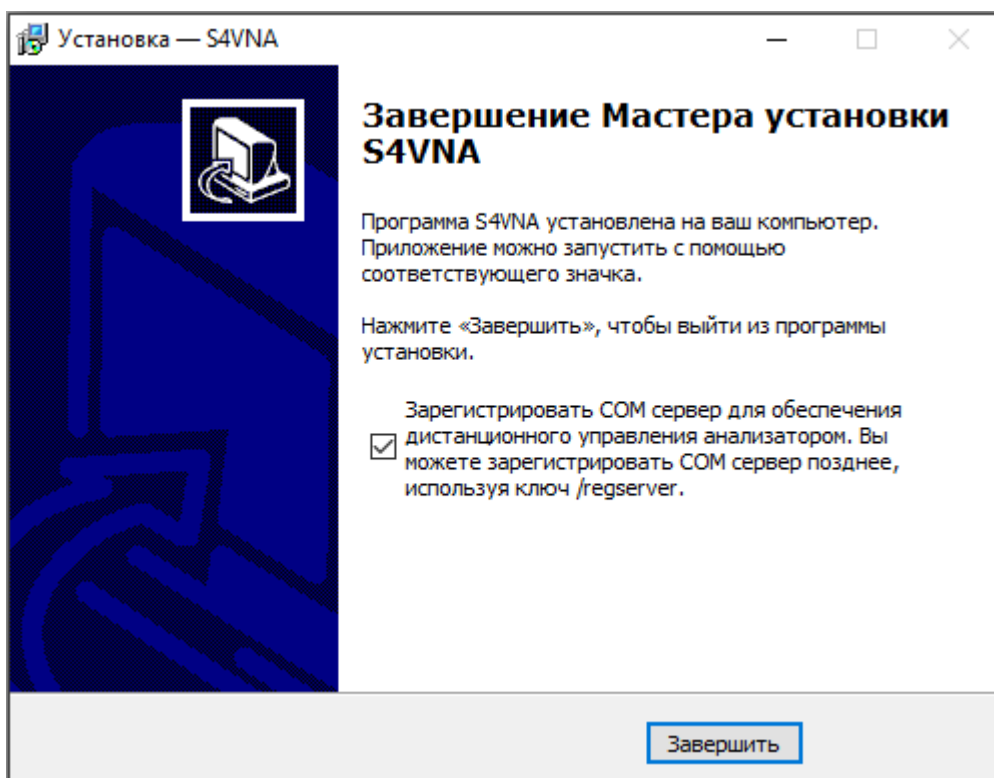 Установка — S4VNA
Завершение Мастера установки
S4VNA
Программа S4VNA установлена на ваш компьютер.
Приложение можно запустить с помощью
соответствующего значка.
Нажмите «Завершить», чтобы выйти из программы
установки.
Зарегистрировать COM сервер для обеспечения
дистанционного управления анализатором. Вы
можете зарегистрировать COM сервер позднее,
используя ключ /regserver.
Завершить